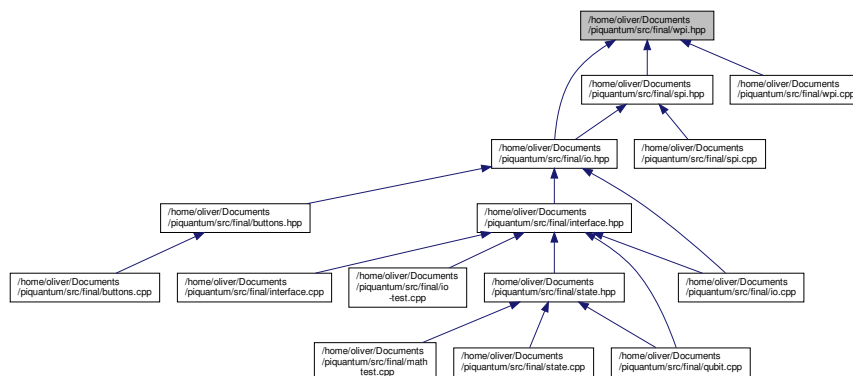 /home/oliver/Documents
/piquantum/src/final/wpi.hpp
/home/oliver/Documents
/piquantum/src/final/spi.hpp
/home/oliver/Documents
/piquantum/src/final/wpi.cpp
/home/oliver/Documents
/piquantum/src/final/io.hpp
/home/oliver/Documents
/piquantum/src/final/spi.cpp
/home/oliver/Documents
/piquantum/src/final/buttons.hpp
/home/oliver/Documents
/piquantum/src/final/interface.hpp
/home/oliver/Documents
/piquantum/src/final/buttons.cpp
/home/oliver/Documents
/piquantum/src/final/interface.cpp
/home/oliver/Documents
/piquantum/src/final/io
-test.cpp
/home/oliver/Documents
/piquantum/src/final/state.hpp
/home/oliver/Documents
/piquantum/src/final/io.cpp
/home/oliver/Documents
/piquantum/src/final/math
test.cpp
/home/oliver/Documents
/piquantum/src/final/state.cpp
/home/oliver/Documents
/piquantum/src/final/qubit.cpp